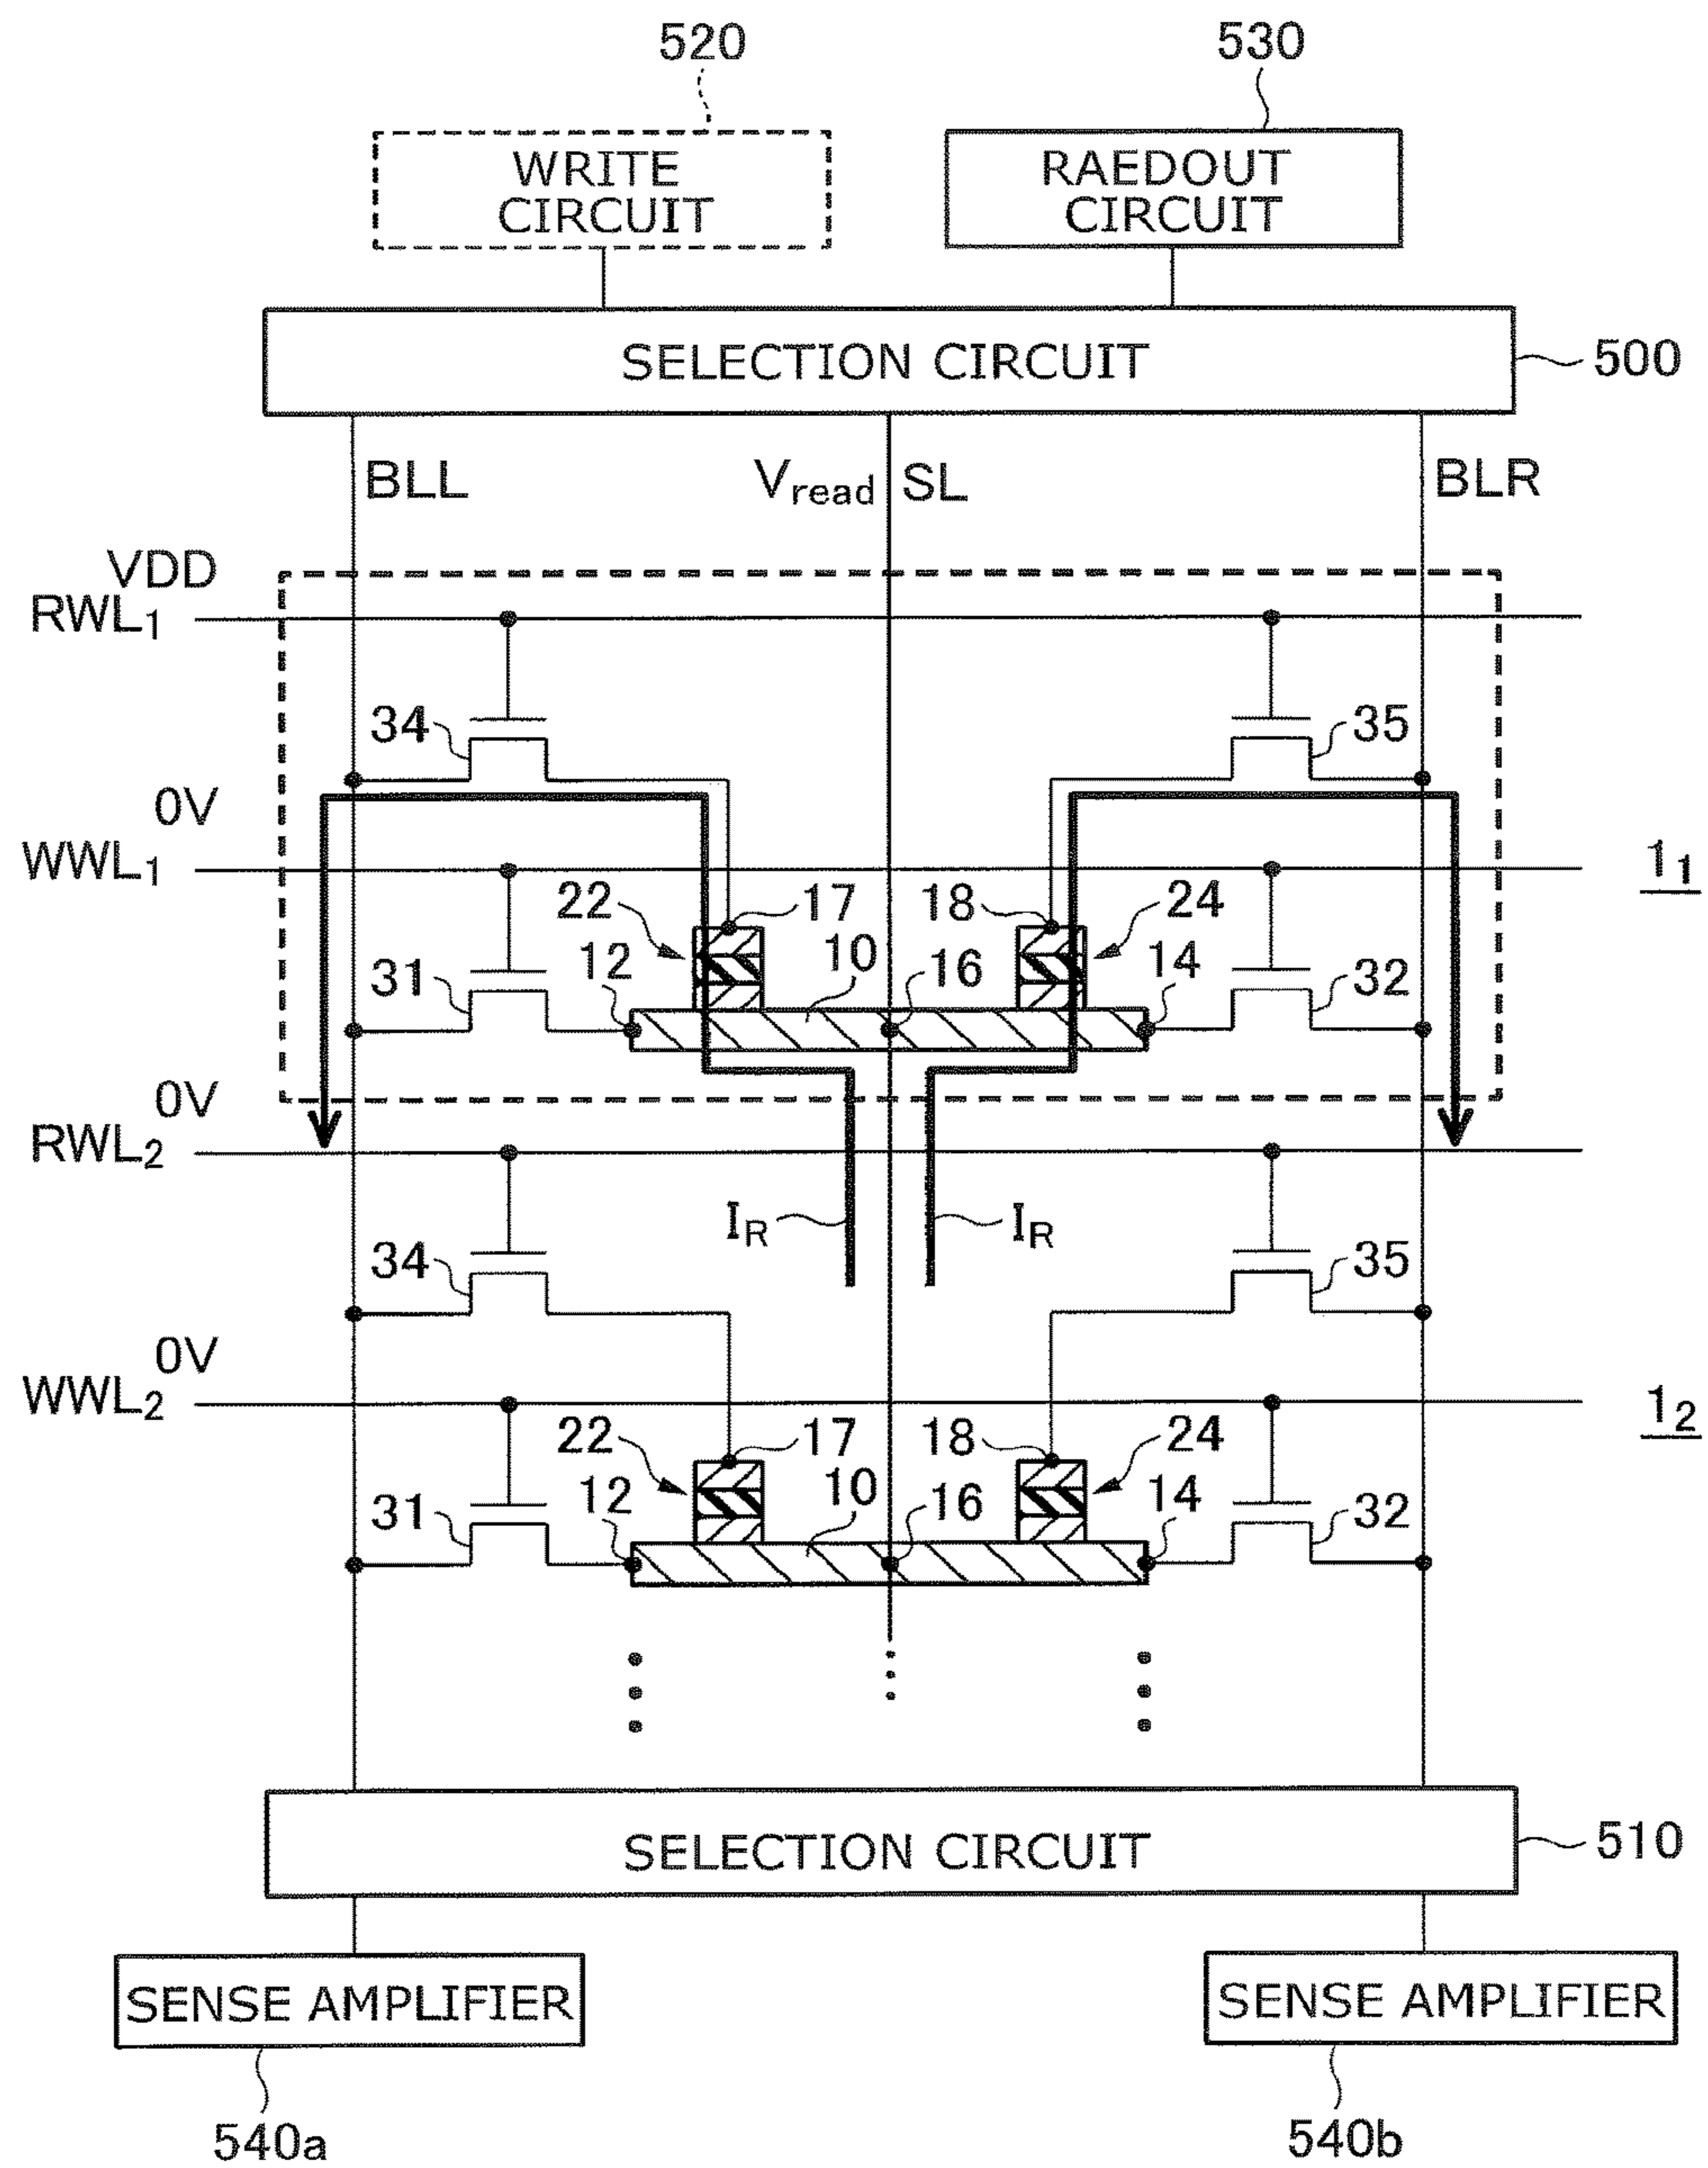 520
530
WRITE
CIRCUIT
RAEDOUT
CIRCUIT
SELECTION CIRCUIT
500
BLL
Vread
SL
BLR
VDD
RWL1
34
35
0V
WWL1
11
22
17
18
24
12
10
16
14
31
32
0V
RWL2
IR
IR
34
35
0V
WWL2
12
22
17
18
24
12
10
16
14
31
32
SELECTION CIRCUIT
510
SENSE AMPLIFIER
SENSE AMPLIFIER
540a
540b